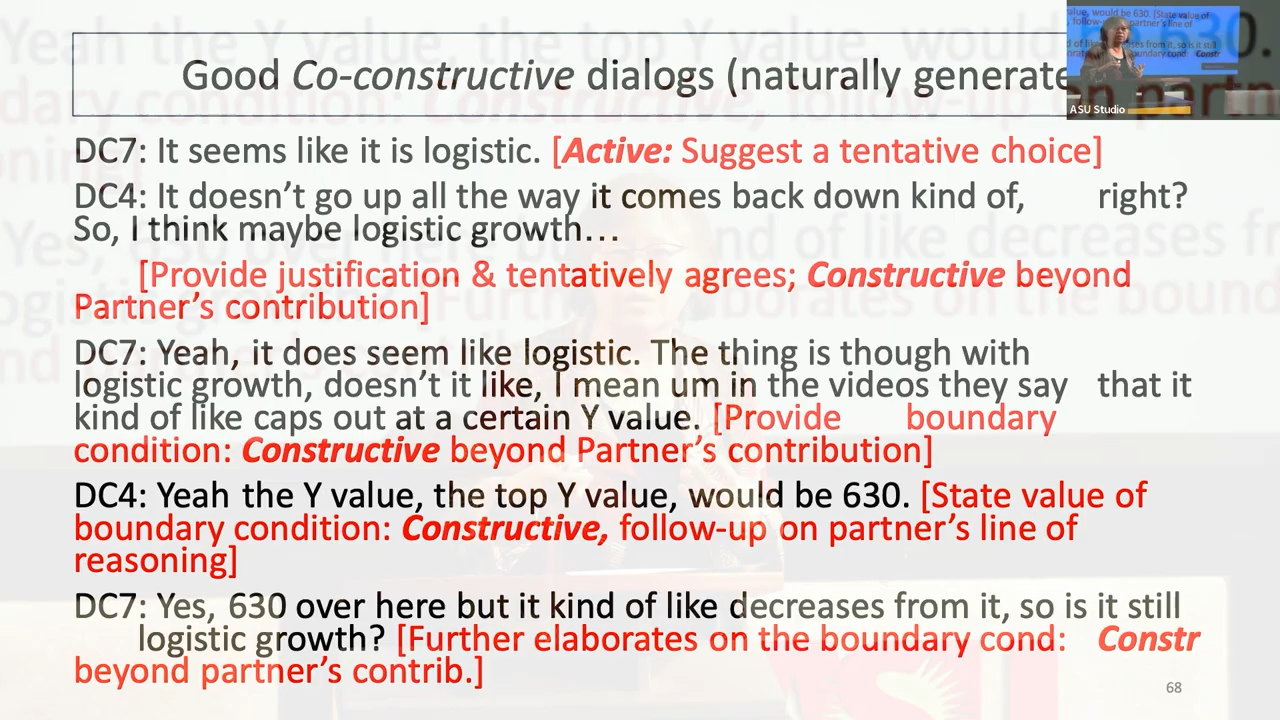 Good Co-constructive dialogs (naturally generate
ASU Studio
DC7: It seems like it is logistic. [Active: Suggest a tentative choice]
DC4: It doesn’t go up all the way it comes back down kind of, right?
So, I think maybe logistic growth…
[Provide justification & tentatively agrees; Constructive beyond
Partner’s contribution]
DC7: Yeah, it does seem like logistic. The thing is though with
logistic growth, doesn’t it like, I mean um in the videos they say that it
kind of like caps out at a certain Y value. [Provide boundary
condition: Constructive beyond Partner’s contribution]
DC4: Yeah the Y value, the top Y value, would be 630. [State value of
boundary condition: Constructive, follow-up on partner’s line of
reasoning]
DC7: Yes, 630 over here but it kind of like decreases from it, so is it still
logistic growth? [Further elaborates on the boundary cond: Constr
beyond partner’s contrib.]
68